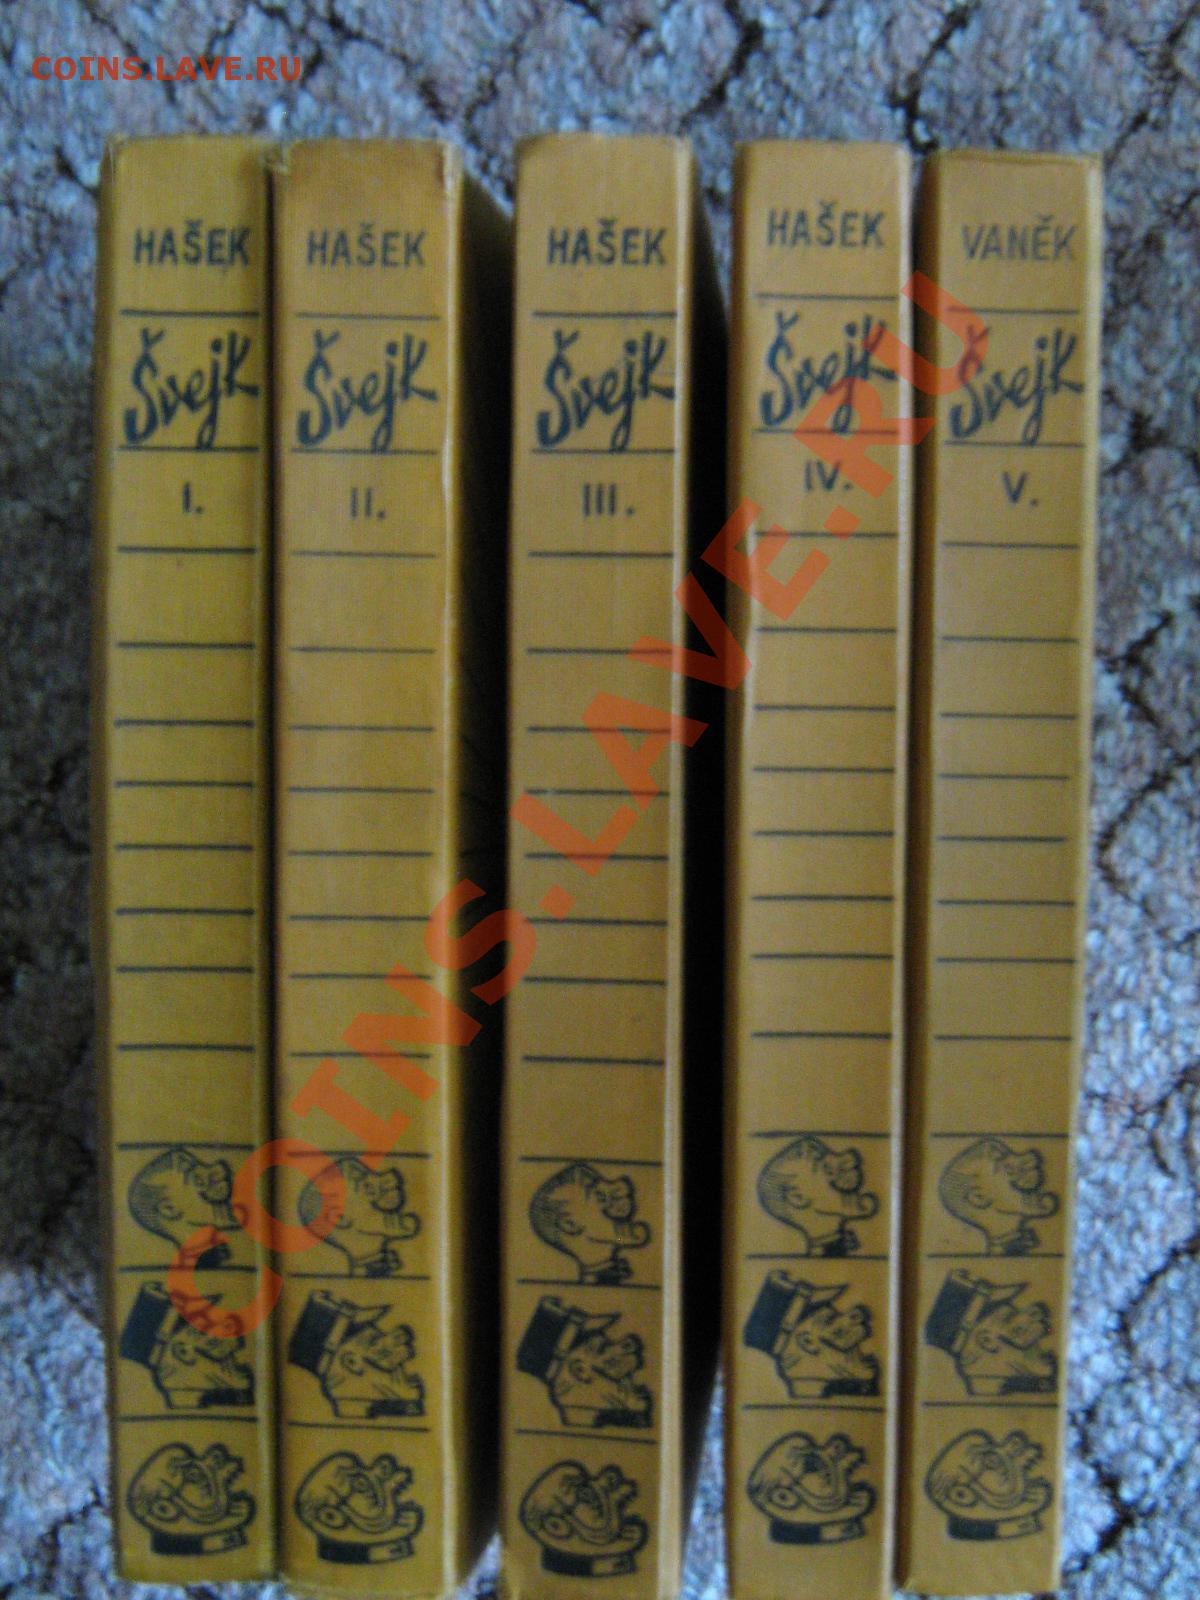 COINS.LAVE.RU
HAŠEK
Švejk
I.
HAŠEK
Švejk
II.
HAŠEK
Švejk
III.
HAŠEK
Švejk
IV.
VANĚK
Švejk
V.
COINS.LAVE.RU